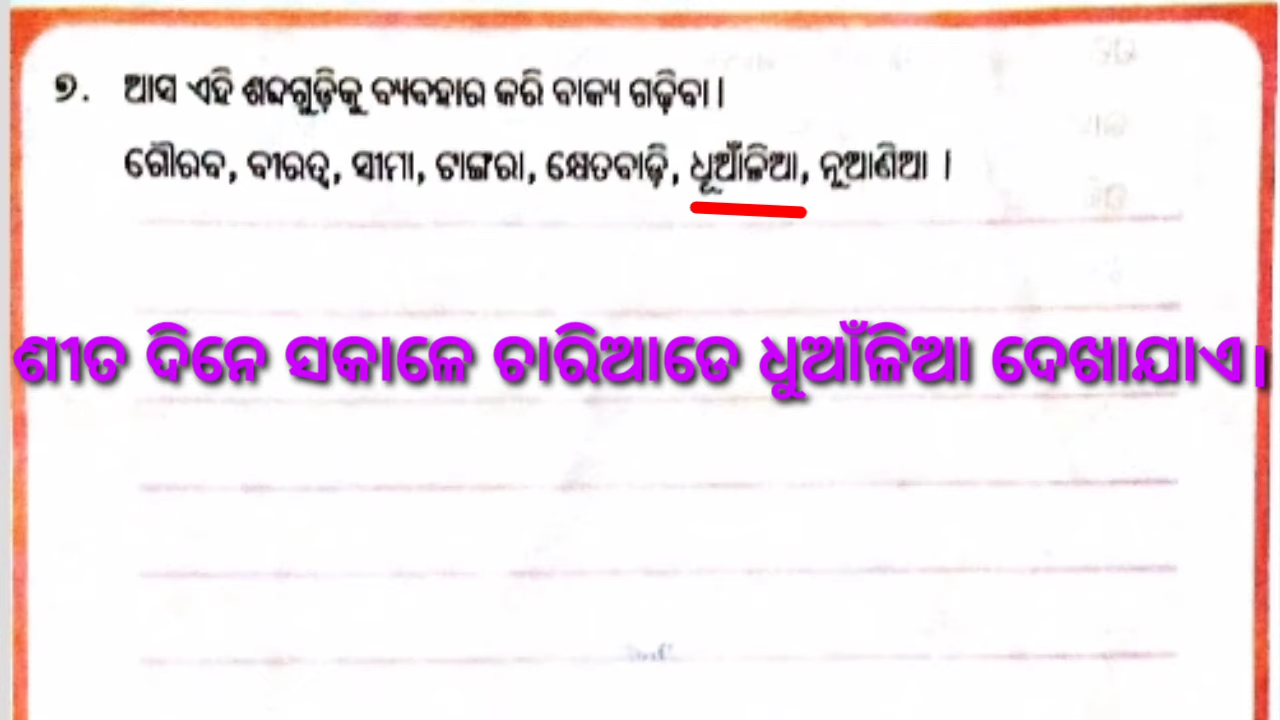 ୭. ଆସ ଏହି ଶବ୍ଦଗୁଡ଼ିକୁ ବ୍ୟବହାର କରି ବାକ୍ୟ ଗଢ଼ିବା।
ଗୌରବ, ବୀରତ୍ୱ, ସୀମା, ଟାଙ୍ଗରା, କ୍ଷେତବାଡ଼ି, ଧୂଆଁଳିଆ, ନୂଆଣିଆ ।
ଶୀତ ଦିନେ ସକାଳେ ଚାରିଆଡେ ଧୁଆଁଳିଆ ଦେଖାଯାଏ।